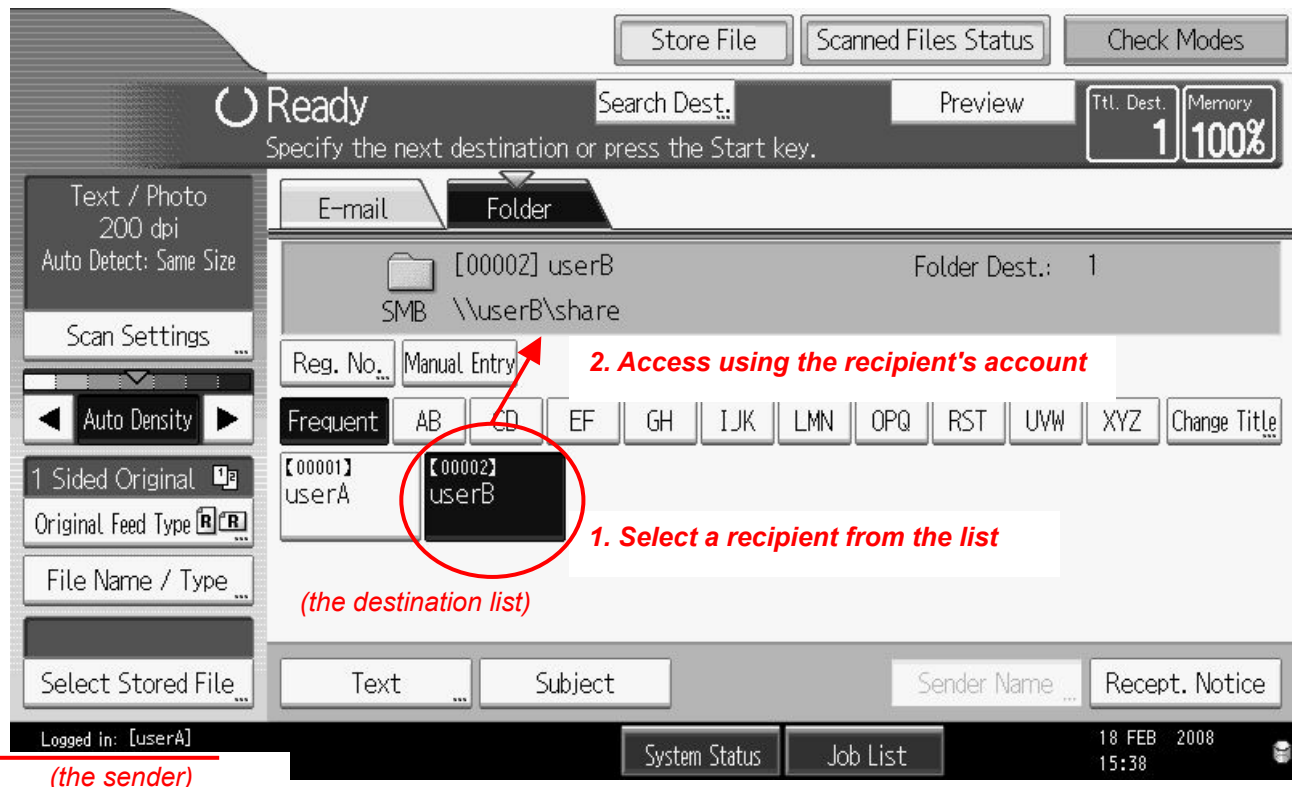 Store File
Scanned Files Status
Check Modes
Ready
Search Dest.
Preview
Ttl. Dest.
1
Memory
100%
Specify the next destination or press the Start key.
Text / Photo
200 dpi
Auto Detect: Same Size
Scan Settings
Auto Density
1 Sided Original
Original Feed Type
File Name / Type
Select Stored File
E-mail
Folder
[00002] userB
Folder Dest.: 1
SMB \\userB\share
Reg. No.
Manual Entry
2. Access using the recipient's account
Frequent
AB
CD
EF
GH
IJK
LMN
OPQ
RST
UVW
XYZ
Change Title
【00001】
userA
【00002】
userB
1. Select a recipient from the list
(the destination list)
Text
Subject
Sender Name
Recept. Notice
Logged in: [userA]
(the sender)
System Status
Job List
18 FEB 2008
15:38